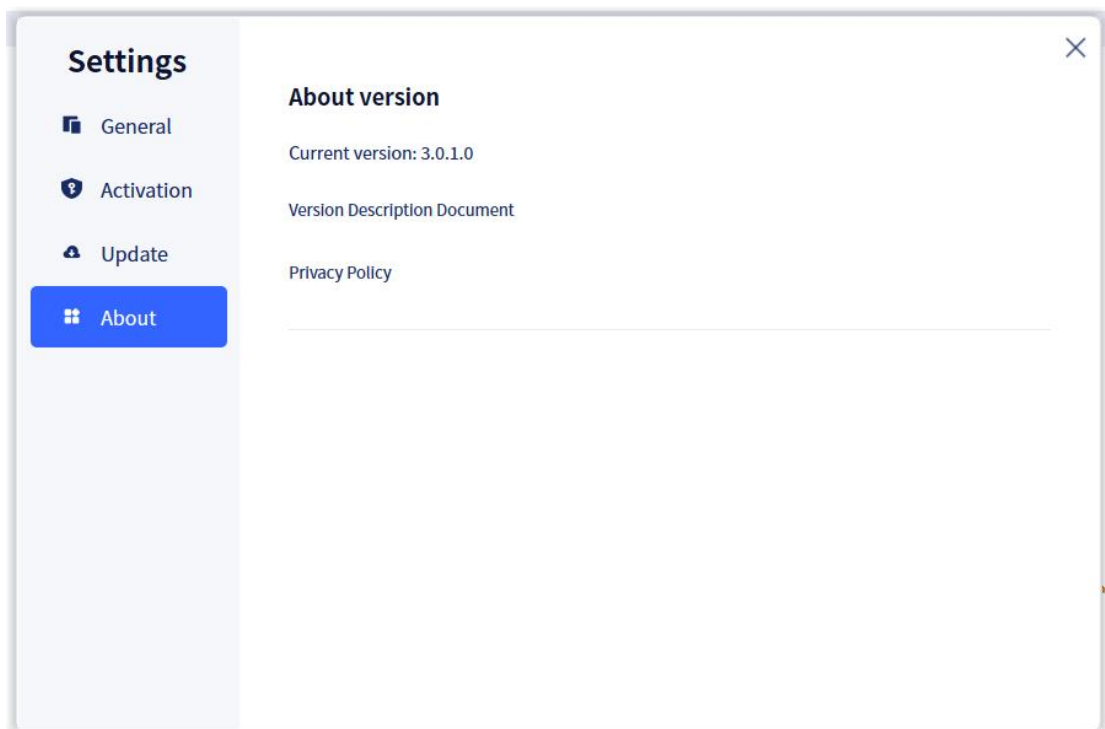 Settings
General
Activation
Update
About
About version
Current version: 3.0.1.0
Version Description Document
Privacy Policy